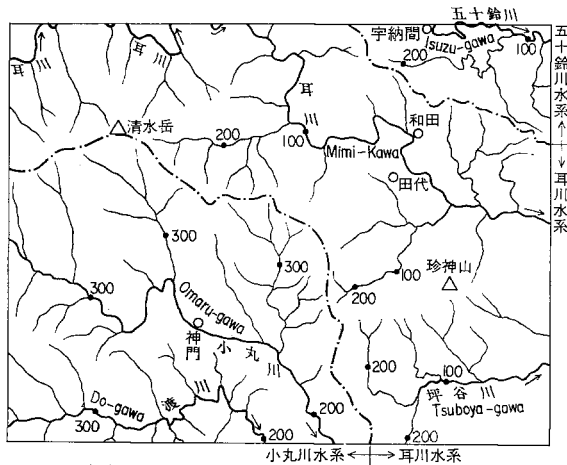 五十鈴川
Isuzu-gawa
宇納間
100
200
耳川
耳川
耳川
清水岳
200
100
和田
Mimi-Kawa
田代
五十鈴川水系←→耳川水系
300
300
300
200
100
珍神山
Omaru-gawa
神門
小丸川
200
100
坪谷川
Tsuboya-gawa
Do-gawa
渡川
300
200
200
200
小丸川水系←→耳川水系